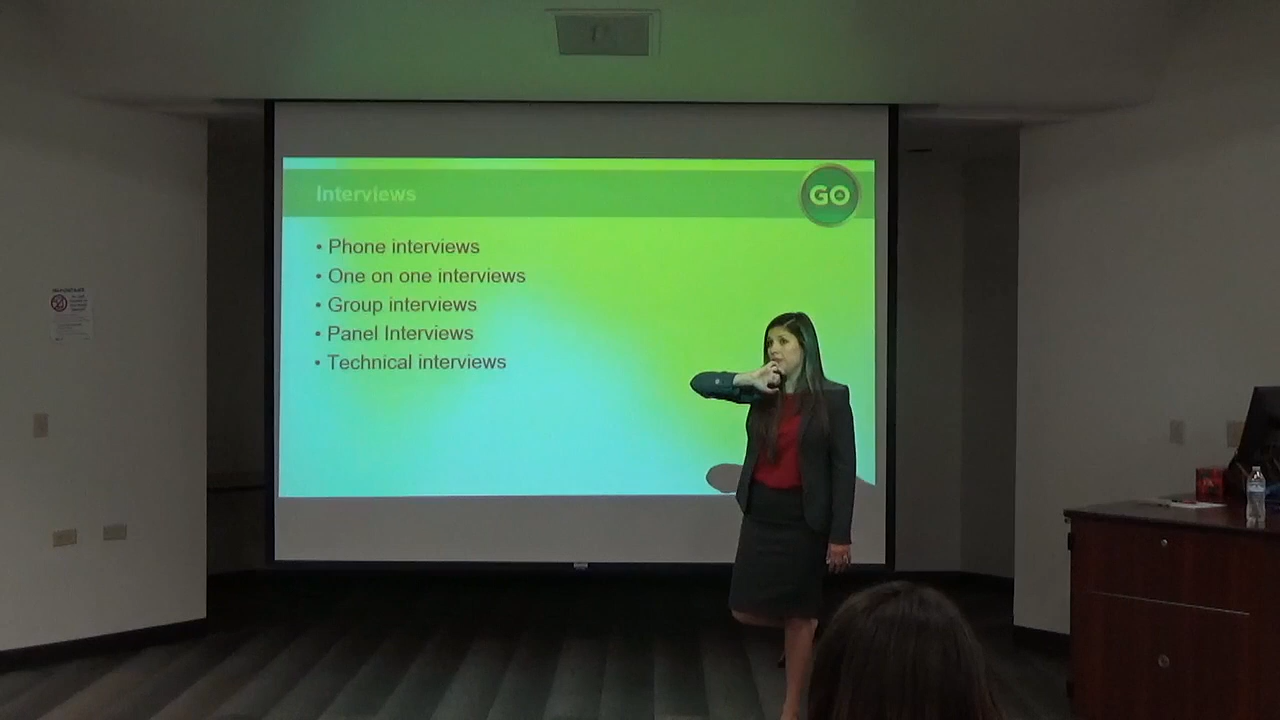 Interviews
GO
• Phone interviews
• One on one interviews
• Group interviews
• Panel Interviews
• Technical interviews